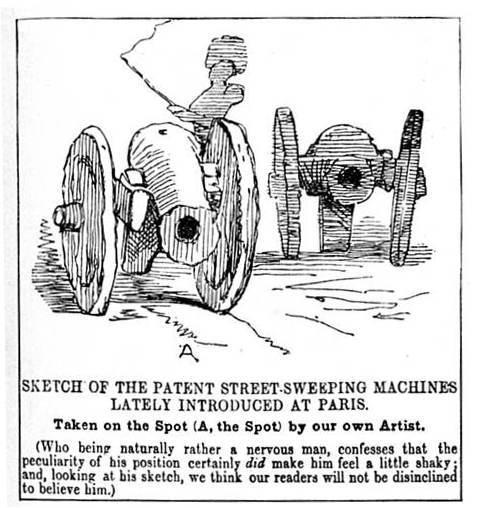 A
SKETCH OF THE PATENT STREET-SWEEPING MACHINES
LATELY INTRODUCED AT PARIS.
Taken on the Spot (A, the Spot) by our own Artist.
(Who being naturally rather a nervous man, confesses that the
peculiarity of his position certainly did make him feel a little shaky;
and, looking at his sketch, we think our readers will not be disinclined
to believe him.)